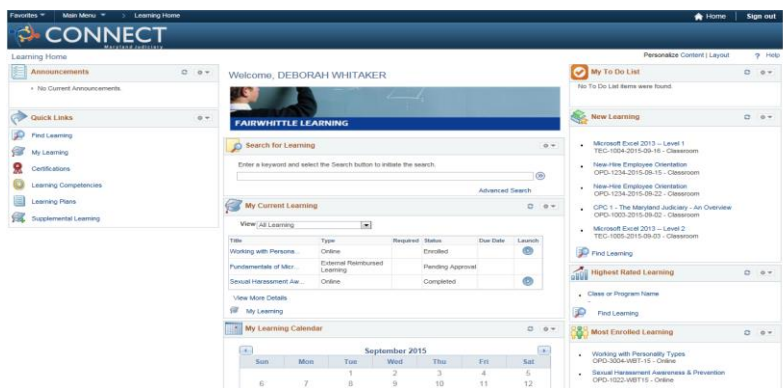 Favorites
Main Menu
Learning Home
Home
Sign out
CONNECT
Maryland Judiciary
Learning Home
Personalize Content | Layout
Help
Announcements
No Current Announcements.
Quick Links
Find Learning
My Learning
Certifications
Learning Competencies
Learning Plans
Supplemental Learning
Welcome, DEBORAH WHITAKER
FAIRWHITTLE LEARNING
Search for Learning
Enter a keyword and select the Search button to initiate the search.
Advanced Search
My Current Learning
View All Learning
Title Type Required Status Due Date Launch
Working with Persona... Online Enrolled
Fundamentals of Micr... External Reimbursed Learning Pending Approval
Sexual Harassment Aw... Online Completed
View More Details
My Learning
My Learning Calendar
September 2015
Sun Mon Tue Wed Thu Fri Sat
1 2 3 4 5
6 7 8 9 10 11 12
My To Do List
No To Do List items were found.
New Learning
Microsoft Excel 2013 -- Level 1
TEC-1004-2015-09-16 - Classroom
New-Hire Employee Orientation
OPD-1234-2015-09-15 - Classroom
New-Hire Employee Orientation
OPD-1234-2015-09-22 - Classroom
CPC 1 - The Maryland Judiciary - An Overview
OPD-1003-2015-09-02 - Classroom
Microsoft Excel 2013 -- Level 2
TEC-1005-2015-09-03 - Classroom
Find Learning
Highest Rated Learning
Class or Program Name
-
Find Learning
Most Enrolled Learning
Working with Personality Types
OPD-3004-WBT-15 - Online
Sexual Harassment Awareness & Prevention
OPD-1022-WBT15 - Online